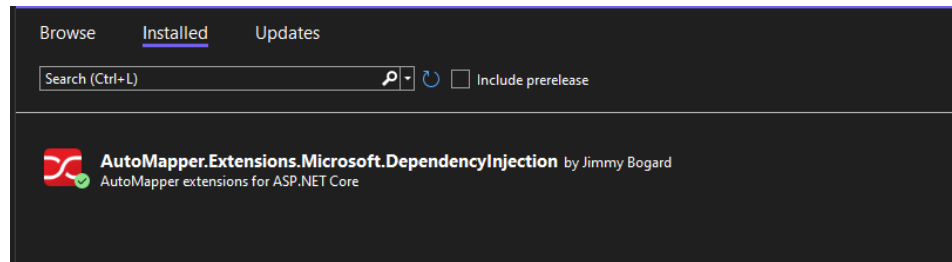 Browse Installed Updates
Search (Ctrl+L) Include prerelease
AutoMapper.Extensions.Microsoft.DependencyInjection by Jimmy Bogard
AutoMapper extensions for ASP.NET Core